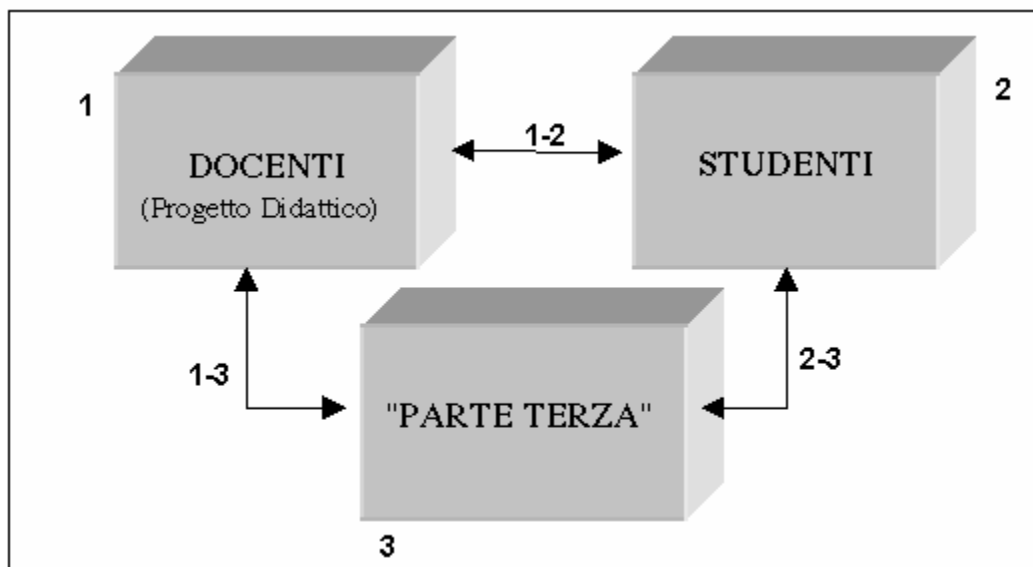 1
2
1-2
DOCENTI
(Progetto Didattico)
STUDENTI
1-3
2-3
"PARTE TERZA"
3